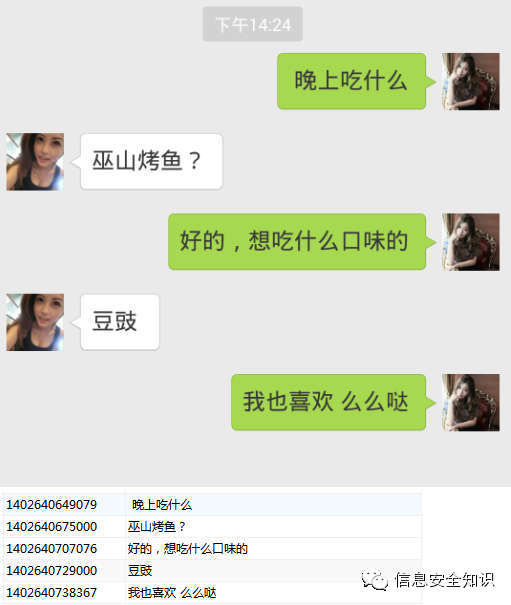 下午14:24
晚上吃什么
巫山烤鱼？
好的，想吃什么口味的
豆豉
我也喜欢 么么哒
1402640649079 晚上吃什么
1402640675000 巫山烤鱼？
1402640707076 好的，想吃什么口味的
1402640729000 豆豉
1402640738367 我也喜欢 么么哒
信息安全知识